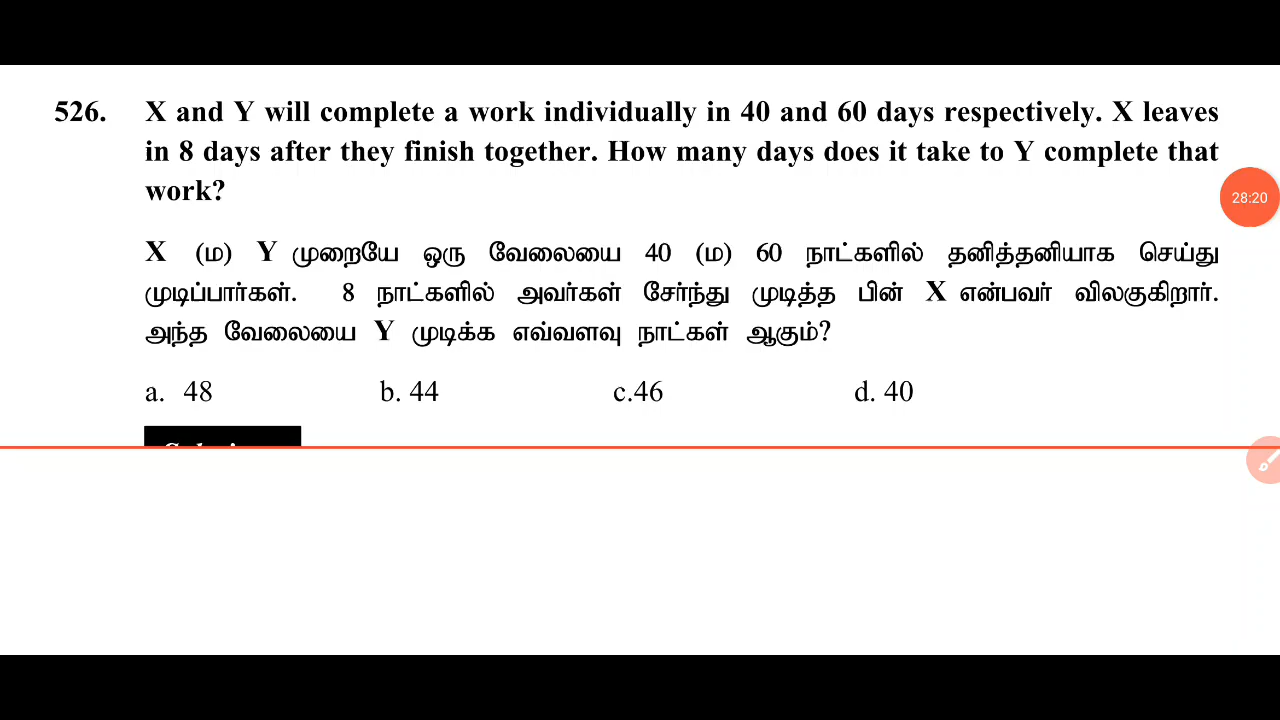 526. X and Y will complete a work individually in 40 and 60 days respectively. X leaves
in 8 days after they finish together. How many days does it take to Y complete that
work?
X (ம) Y முறையே ஒரு வேலையை 40 (ம) 60 நாட்களில் தனித்தனியாக செய்து
முடிப்பார்கள். 8 நாட்களில் அவர்கள் சேர்ந்து முடித்த பின் X என்பவர் விலகுகிறார்.
அந்த வேலையை Y முடிக்க எவ்வளவு நாட்கள் ஆகும்?
a. 48 b. 44 c.46 d. 40
28:20